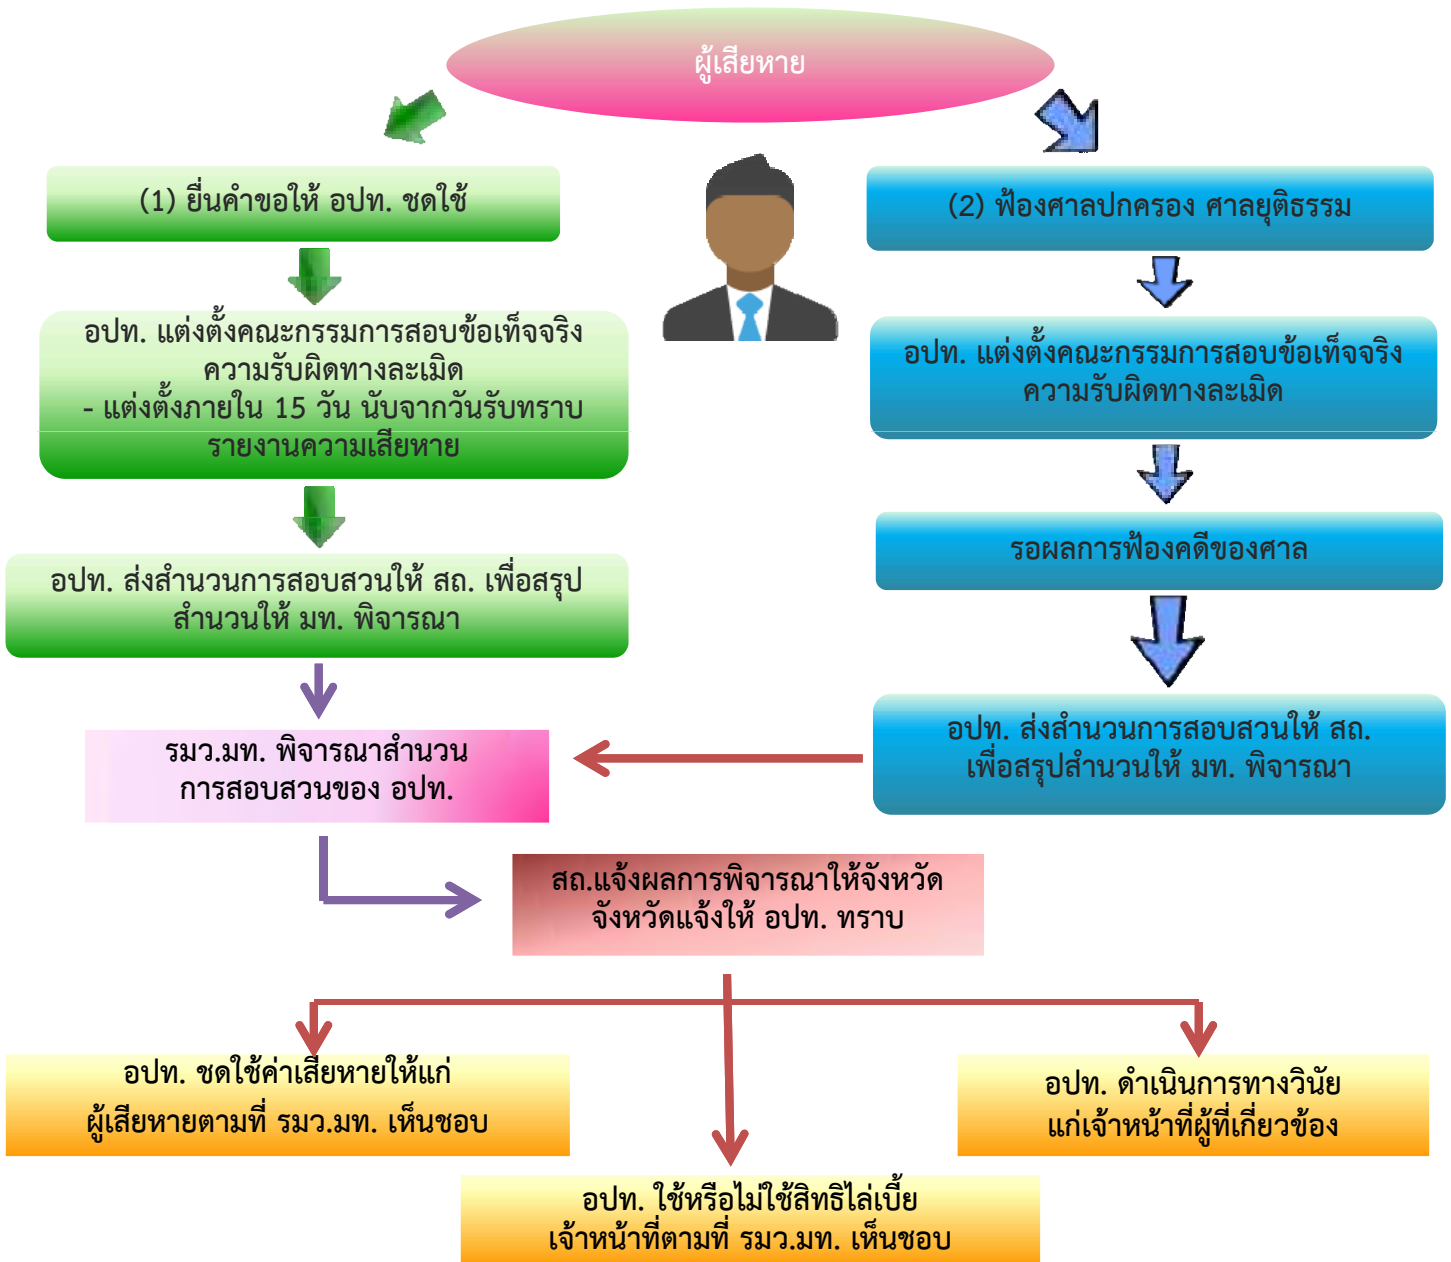 ผู้เสียหาย
(1) ยื่นคำขอให้ อปท. ชดใช้
(2) ฟ้องศาลปกครอง ศาลยุติธรรม
อปท. แต่งตั้งคณะกรรมการสอบข้อเท็จจริง
ความรับผิดทางละเมิด
- แต่งตั้งภายใน 15 วัน นับจากวันรับทราบ
รายงานความเสียหาย
อปท. แต่งตั้งคณะกรรมการสอบข้อเท็จจริง
ความรับผิดทางละเมิด
รอผลการฟ้องคดีของศาล
อปท. ส่งสำนวนการสอบสวนให้ สถ. เพื่อสรุป
สำนวนให้ มท. พิจารณา
อปท. ส่งสำนวนการสอบสวนให้ สถ.
เพื่อสรุปสำนวนให้ มท. พิจารณา
รมว.มท. พิจารณาสำนวน
การสอบสวนของ อปท.
สถ.แจ้งผลการพิจารณาให้จังหวัด
จังหวัดแจ้งให้ อปท. ทราบ
อปท. ชดใช้ค่าเสียหายให้แก่
ผู้เสียหายตามที่ รมว.มท. เห็นชอบ
อปท. ดำเนินการทางวินัย
แก่เจ้าหน้าที่ผู้ที่เกี่ยวข้อง
อปท. ใช้หรือไม่ใช้สิทธิไล่เบี้ย
เจ้าหน้าที่ตามที่ รมว.มท. เห็นชอบ